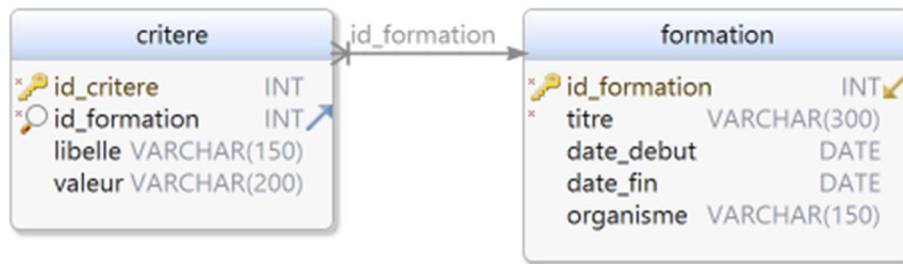 critere
id_critere INT
id_formation INT
libelle VARCHAR(150)
valeur VARCHAR(200)
id_formation
formation
id_formation INT
titre VARCHAR(300)
date_debut DATE
date_fin DATE
organisme VARCHAR(150)